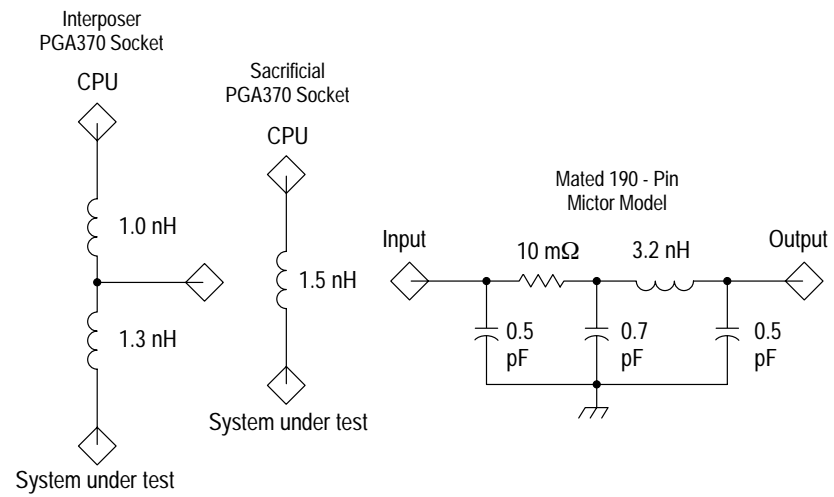 Interposer
PGA370 Socket
CPU
1.0 nH
1.3 nH
System under test
Sacrificial
PGA370 Socket
CPU
1.5 nH
System under test
Mated 190 - Pin
Mictor Model
Input
10 mΩ
3.2 nH
Output
0.5
pF
0.7
pF
0.5
pF